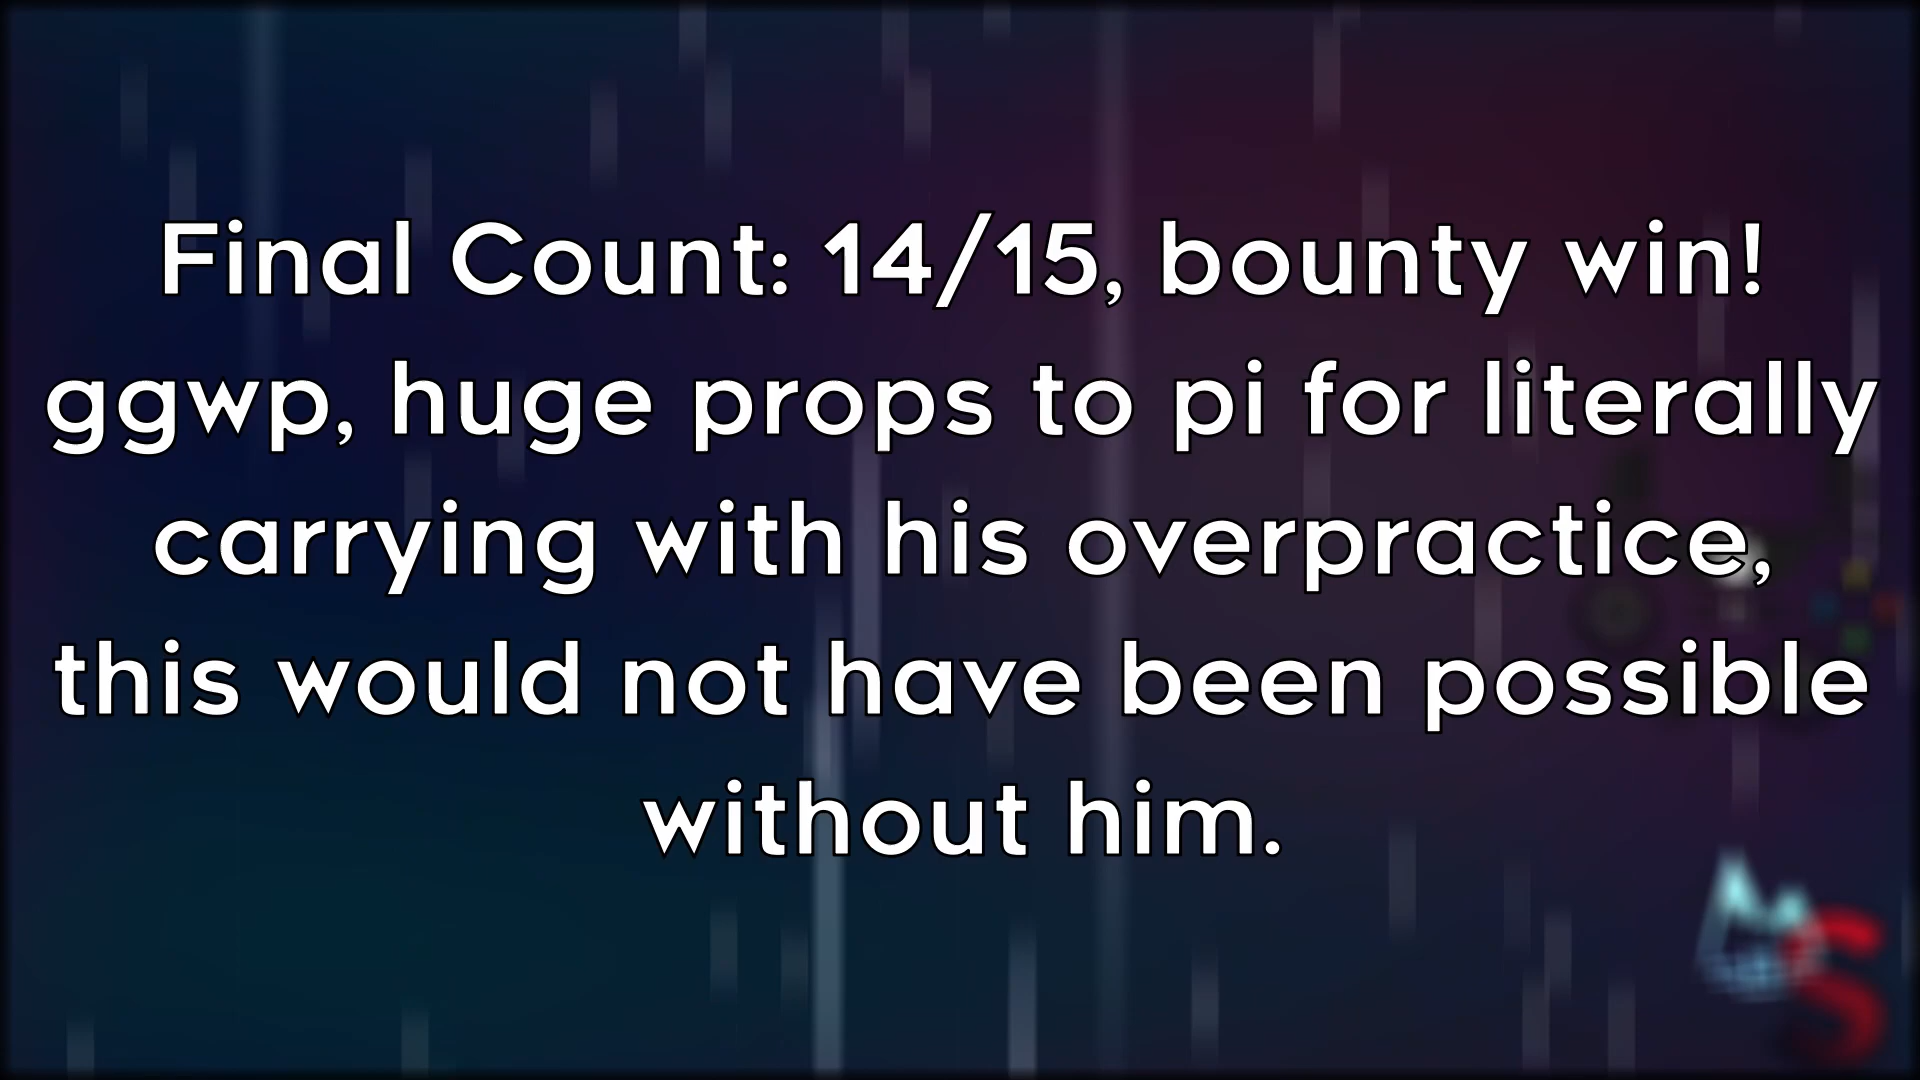 Final Count: 14/15, bounty win!
ggwp, huge props to pi for literally
carrying with his overpractice,
this would not have been possible
without him.
S